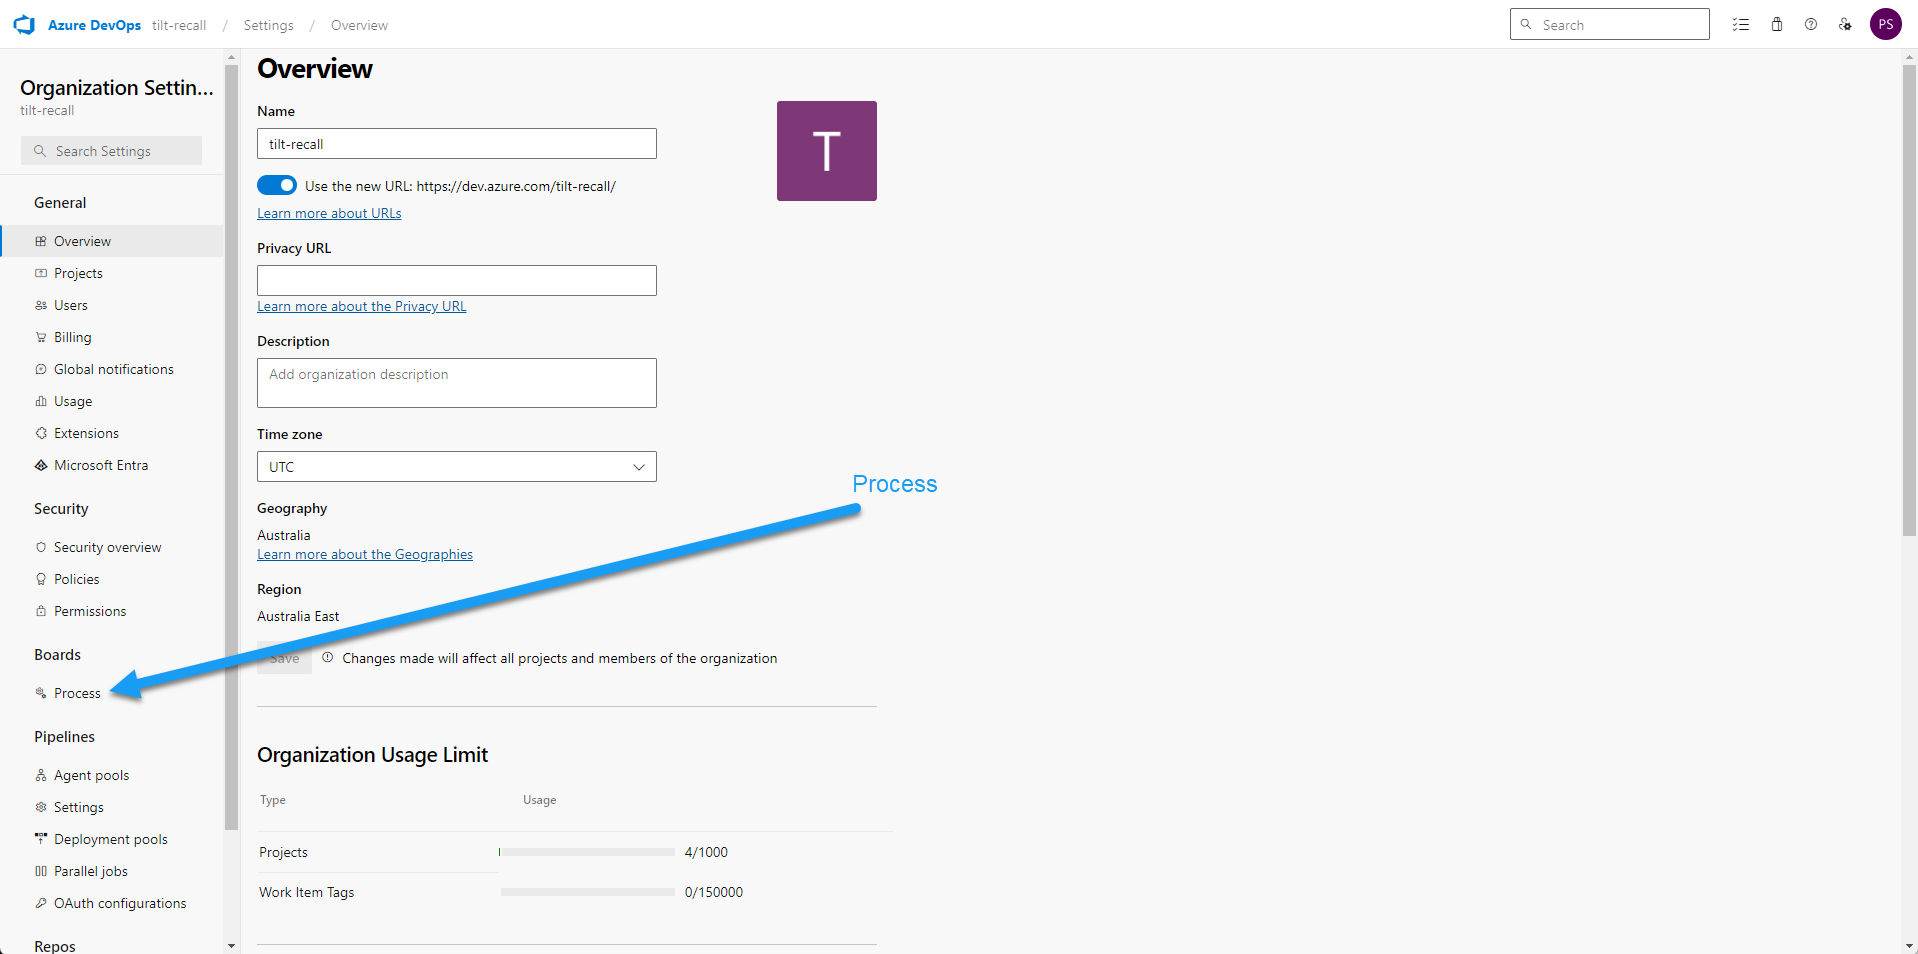 Azure DevOps tilt-recall / Settings / Overview
Search
PS
Organization Settin...
tilt-recall
Search Settings
General
Overview
Projects
Users
Billing
Global notifications
Usage
Extensions
Microsoft Entra
Security
Security overview
Policies
Permissions
Boards
Process
Pipelines
Agent pools
Settings
Deployment pools
Parallel jobs
OAuth configurations
Repos
Overview
Name
tilt-recall
T
Use the new URL: https://dev.azure.com/tilt-recall/
Learn more about URLs
Privacy URL
Learn more about the Privacy URL
Description
Add organization description
Time zone
UTC
Process
Geography
Australia
Learn more about the Geographies
Region
Australia East
Save
Changes made will affect all projects and members of the organization
Organization Usage Limit
Type Usage
Projects 4/1000
Work Item Tags 0/150000